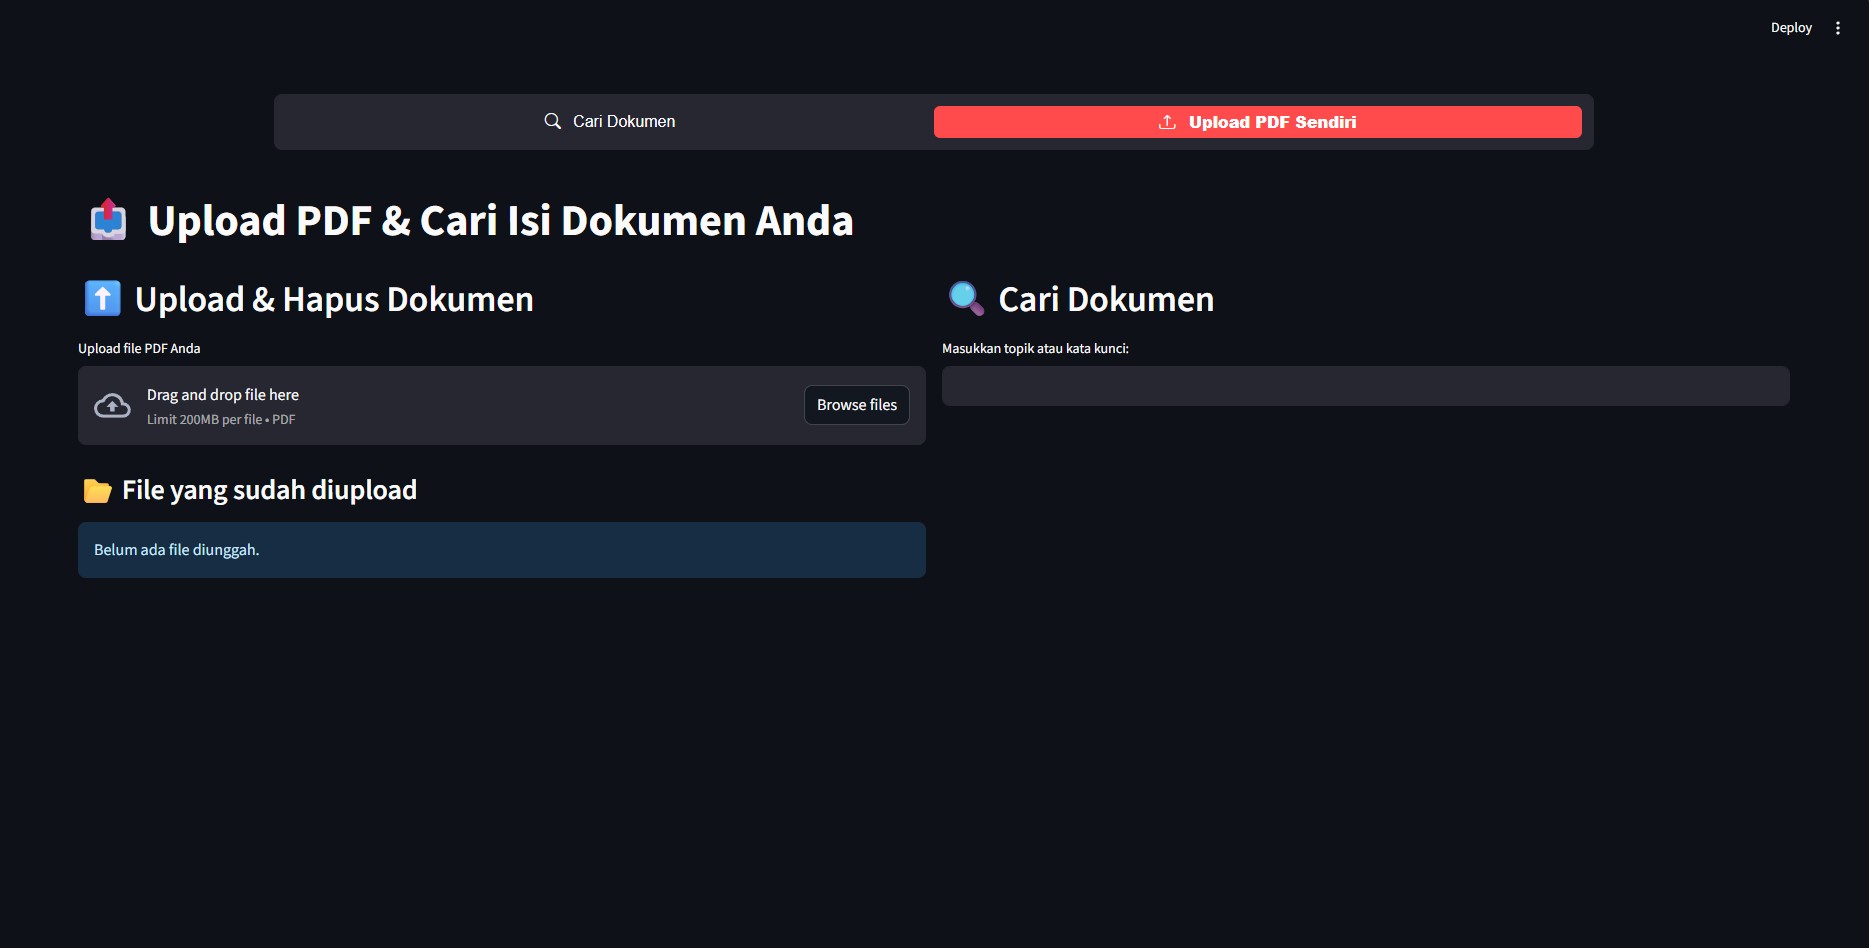 Deploy
Cari Dokumen
Upload PDF Sendiri
Upload PDF & Cari Isi Dokumen Anda
Upload & Hapus Dokumen
Upload file PDF Anda
Drag and drop file here
Limit 200MB per file • PDF
Browse files
File yang sudah diupload
Belum ada file diunggah.
Cari Dokumen
Masukkan topik atau kata kunci: